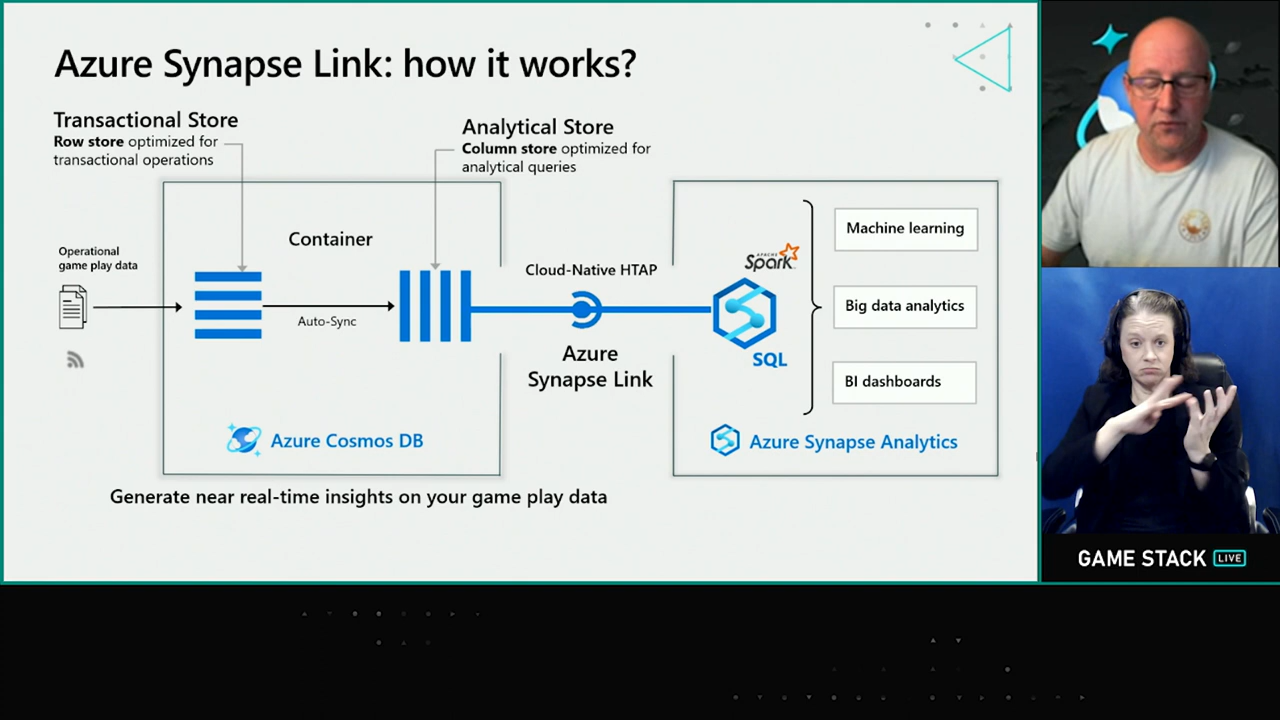 Azure Synapse Link: how it works?
Transactional Store
Row store optimized for
transactional operations
Analytical Store
Column store optimized for
analytical queries
Operational
game play data
Container
Auto-Sync
Azure Cosmos DB
Cloud-Native HTAP
Azure
Synapse Link
APACHE
Spark
SQL
Machine learning
Big data analytics
BI dashboards
Azure Synapse Analytics
Generate near real-time insights on your game play data
GAME STACK LIVE